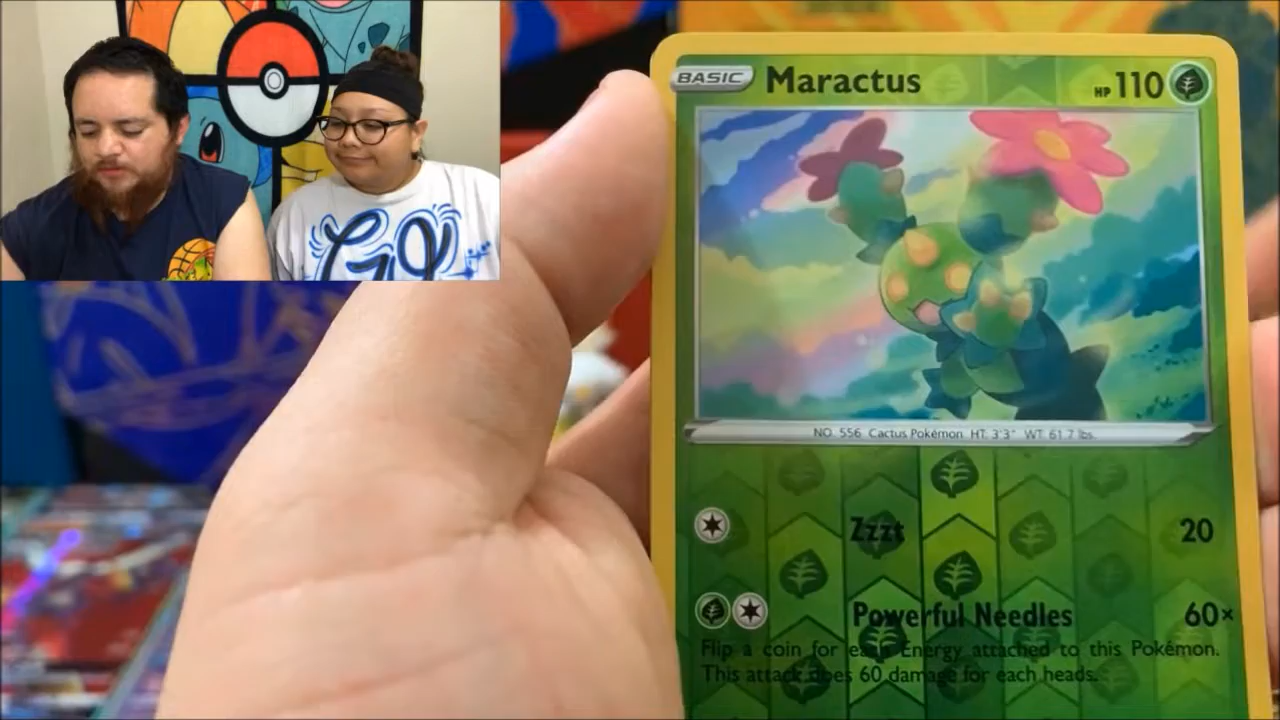 BASIC Maractus HP 110
NO. 556 Cactus Pokémon HT: 3'3" WT: 61.7 lbs.
Zzzt 20
Powerful Needles 60×
Flip a coin for each Energy attached to this Pokémon.
This attack does 60 damage for each heads.